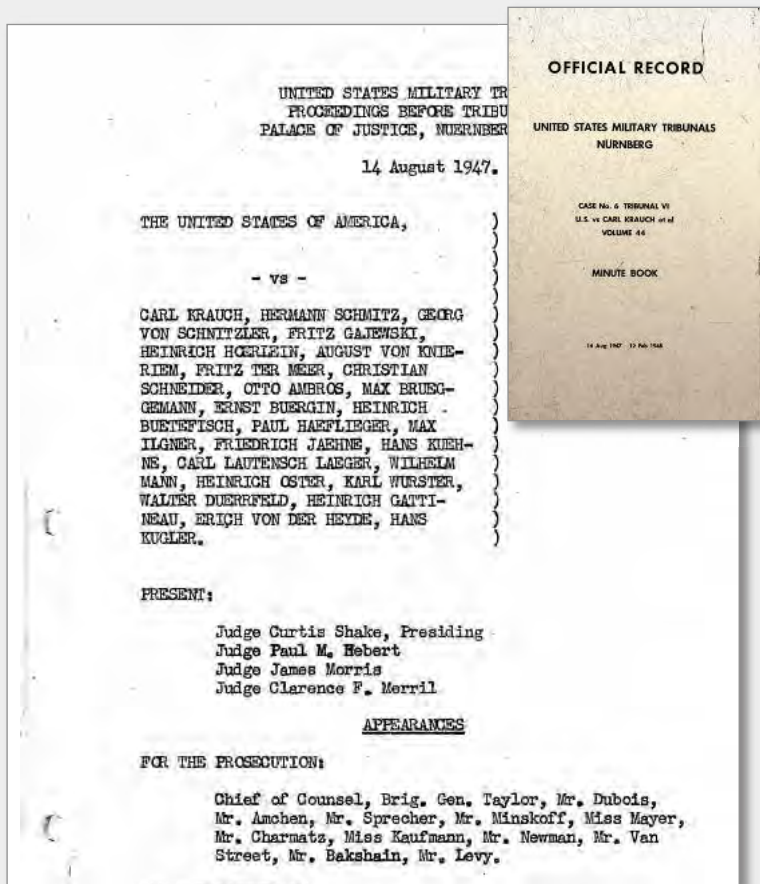 UNITED STATES MILITARY TR
PROCEEDINGS BEFORE TRIBU
PALACE OF JUSTICE, NUERNBER
14 August 1947.
THE UNITED STATES OF AMERICA, )
- vs -
CARL KRAUCH, HERMANN SCHMITZ, GEORG
VON SCHNITZLER, FRITZ GAJEWSKI,
HEINRICH HOERLEIN, AUGUST VON KNIE-
RIEM, FRITZ TER MEER, CHRISTIAN
SCHNEIDER, OTTO AMBROS, MAX BRUEG-
GEMANN, ERNST BUERGIN, HEINRICH
BUETEFISCH, PAUL HAEFLIEGER, MAX
ILGNER, FRIEDRICH JAEHNE, HANS KUEH-
NE, CARL LAUTENSCH LAEGER, WILHELM
MANN, HEINRICH OSTER, KARL WURSTER,
WALTER DUERRFELD, HEINRICH GATTI-
NEAU, ERICH VON DER HEYDE, HANS
KUGLER.
PRESENT:
Judge Curtis Shake, Presiding
Judge Paul M. Hebert
Judge James Morris
Judge Clarence F. Merril
APPEARANCES
FOR THE PROSECUTION:
Chief of Counsel, Brig. Gen. Taylor, Mr. Dubois,
Mr. Amchen, Mr. Sprecher, Mr. Minskoff, Miss Mayer,
Mr. Charmatz, Miss Kaufmann, Mr. Newman, Mr. Van
Street, Mr. Bakshain, Mr. Levy.
OFFICIAL RECORD
UNITED STATES MILITARY TRIBUNALS
NURNBERG
CASE No. 6 TRIBUNAL VI
U.S. vs CARL KRAUCH et al
VOLUME 44
MINUTE BOOK
14 Aug 1947 12 Feb 1948